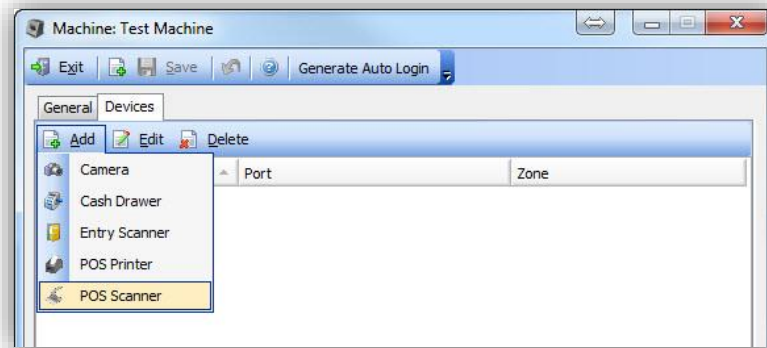 Machine: Test Machine
Exit Save Generate Auto Login
General Devices
Add Edit Delete
Port Zone
Camera
Cash Drawer
Entry Scanner
POS Printer
POS Scanner